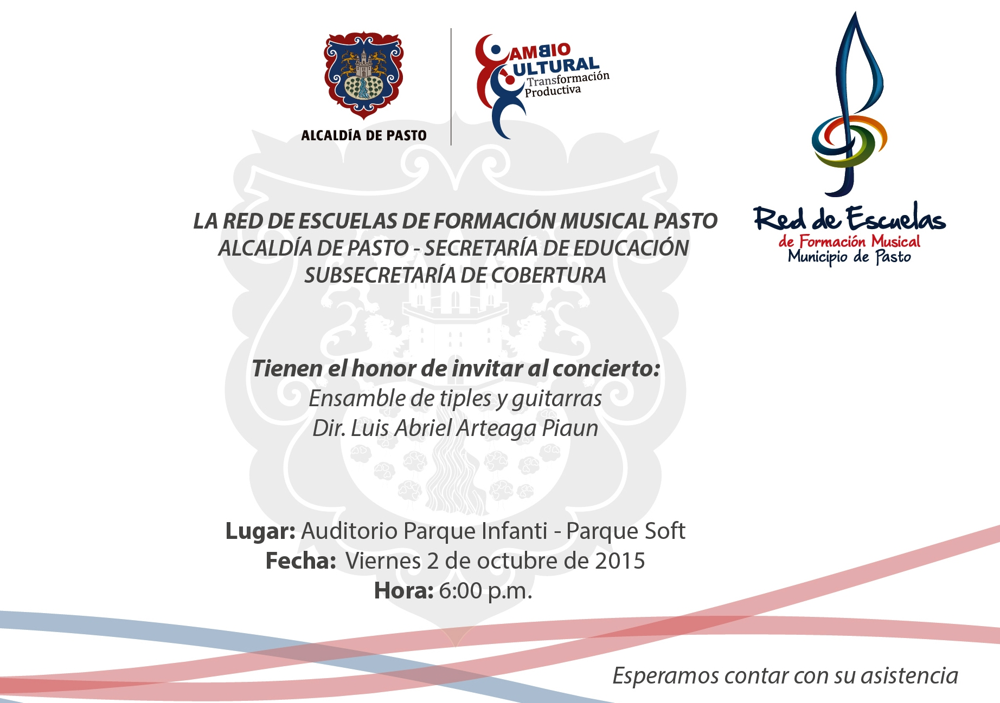 ALCALDÍA DE PASTO
CAMBIO
CULTURAL
Transformación
Productiva
Red de Escuelas
de Formación Musical
Municipio de Pasto
LA RED DE ESCUELAS DE FORMACIÓN MUSICAL PASTO
ALCALDÍA DE PASTO - SECRETARÍA DE EDUCACIÓN
SUBSECRETARÍA DE COBERTURA
Tienen el honor de invitar al concierto:
Ensamble de tiples y guitarras
Dir. Luis Abriel Arteaga Piaun
Lugar: Auditorio Parque Infanti - Parque Soft
Fecha: Viernes 2 de octubre de 2015
Hora: 6:00 p.m.
Esperamos contar con su asistencia